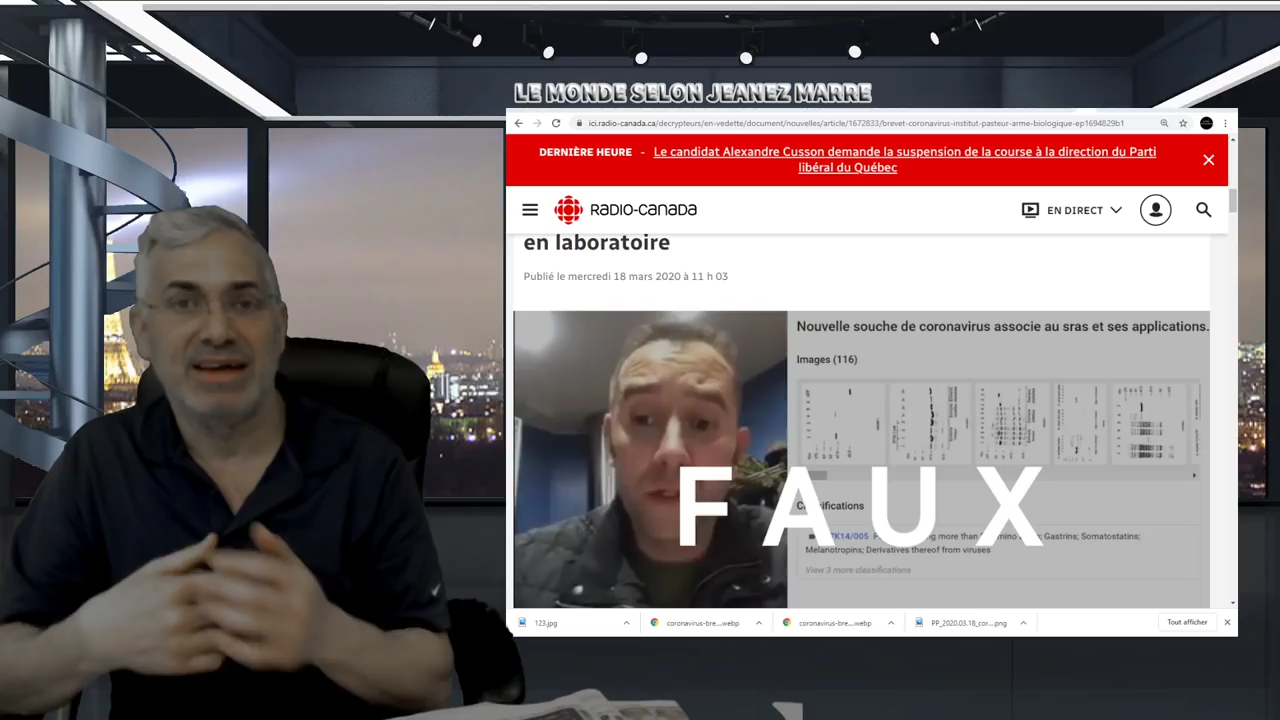 LE MONDE SELON JEANEZ MARRE
ici.radio-canada.ca/decrypteurs/en-vedette/document/nouvelles/article/1672833/brevet-coronavirus-institut-pasteur-arme-biologique-ep1694829b1
DERNIÈRE HEURE - Le candidat Alexandre Cusson demande la suspension de la course à la direction du Parti
libéral du Québec
RADIO-CANADA
EN DIRECT
en laboratoire
Publié le mercredi 18 mars 2020 à 11 h 03
Nouvelle souche de coronavirus associe au sras et ses applications.
Images (116)
FAUX
7K14/005
more than
Gastrins; Somatostatins;
Melanotropins; Derivatives thereof from viruses
View 3 more classifications
123.jpg
coronavirus-bre....webp
coronavirus-bre....webp
PP_2020.03.18_cor....png
Tout afficher